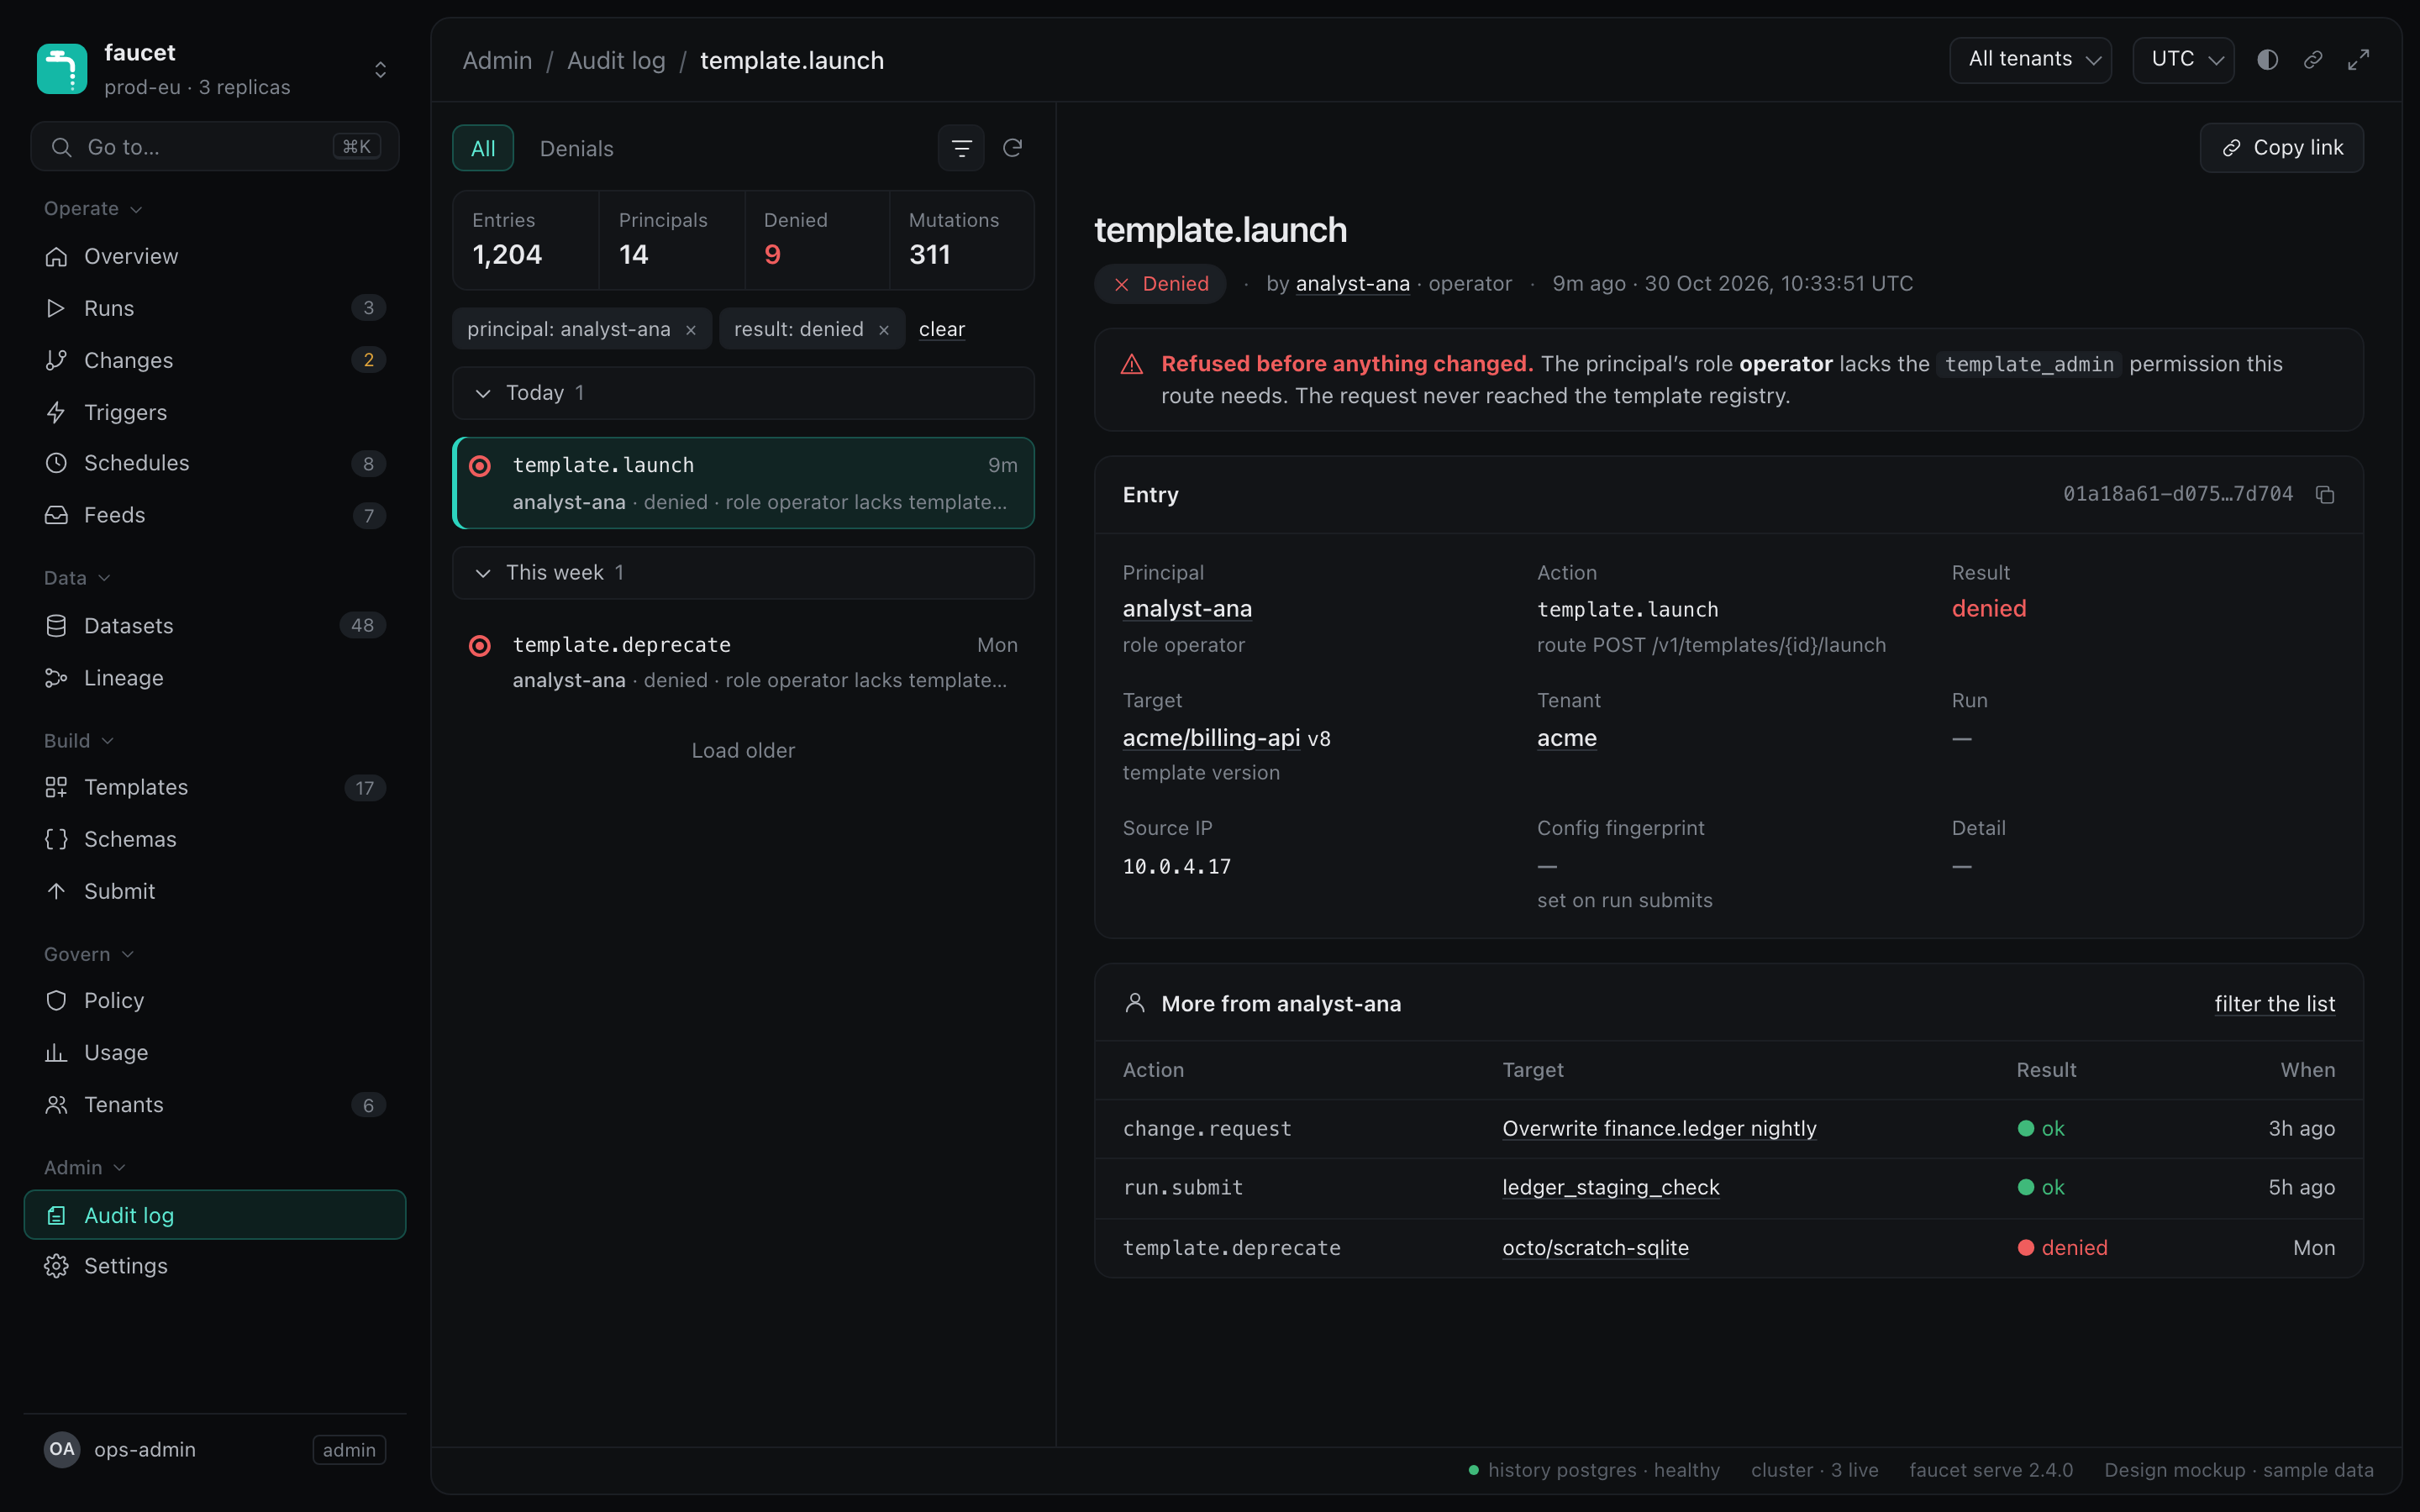 faucet
prod-eu · 3 replicas
Go to...
⌘K
Operate
Overview
Runs 3
Changes 2
Triggers
Schedules 8
Feeds 7
Data
Datasets 48
Lineage
Build
Templates 17
Schemas
Submit
Govern
Policy
Usage
Tenants 6
Admin
Audit log
Settings
OA ops-admin admin
Admin / Audit log / template.launch
All tenants
UTC
All Denials
Entries Principals Denied Mutations
1,204 14 9 311
principal: analyst-ana × result: denied × clear
Today 1
template.launch 9m
analyst-ana · denied · role operator lacks template...
This week 1
template.deprecate Mon
analyst-ana · denied · role operator lacks template...
Load older
Copy link
template.launch
Denied · by analyst-ana · operator · 9m ago · 30 Oct 2026, 10:33:51 UTC
Refused before anything changed. The principal's role operator lacks the template_admin permission this
route needs. The request never reached the template registry.
Entry 01a18a61-d075…7d704
Principal Action Result
analyst-ana template.launch denied
role operator route POST /v1/templates/{id}/launch
Target Tenant Run
acme/billing-api v8 acme —
template version
Source IP Config fingerprint Detail
10.0.4.17 — —
set on run submits
More from analyst-ana filter the list
Action Target Result When
change.request Overwrite finance.ledger nightly ok 3h ago
run.submit ledger_staging_check ok 5h ago
template.deprecate octo/scratch-sqlite denied Mon
history postgres · healthy cluster · 3 live faucet serve 2.4.0 Design mockup · sample data